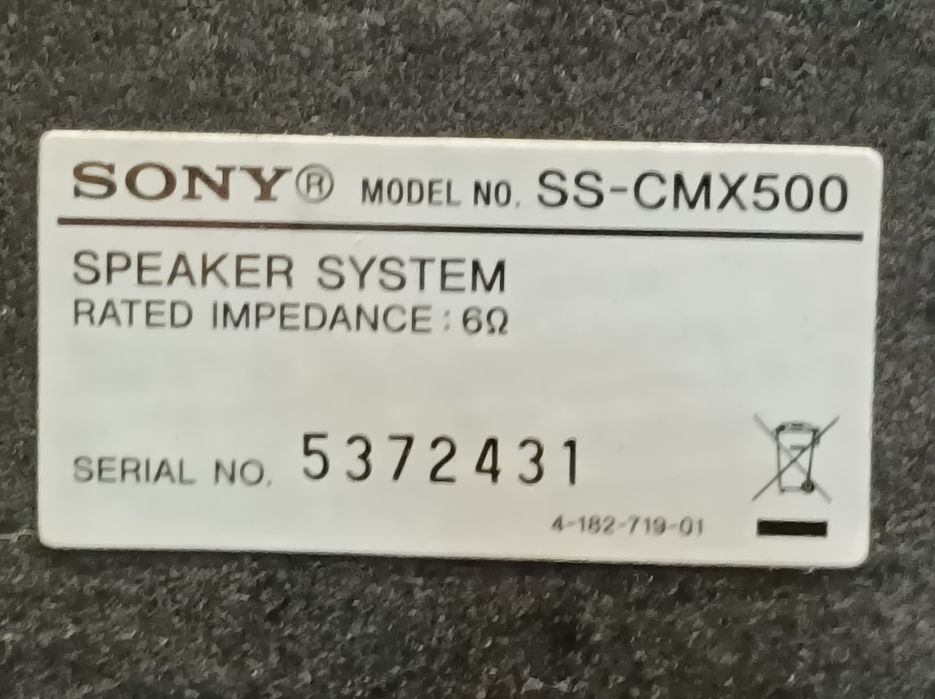 SONY® MODEL NO. SS-CMX500
SPEAKER SYSTEM
RATED IMPEDANCE : 6Ω
SERIAL NO. 5372431
4-182-719-01